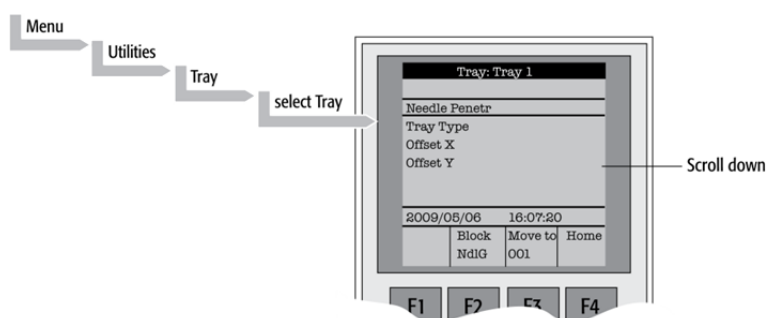 Menu
Utilities
Tray
select Tray
Tray: Tray 1
Needle Penetr
Tray Type
Offset X
Offset Y
Scroll down
2009/05/06 16:07:20
Block Move to Home
NdlG 001
F1 F2 F3 F4